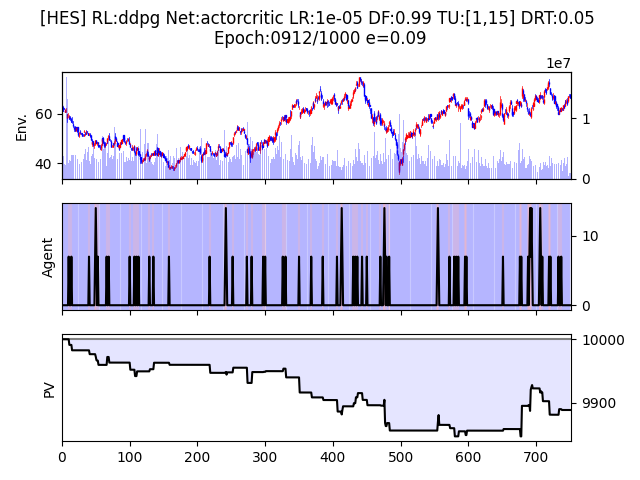 [HES] RL:ddpg Net:actorcritic LR:1e-05 DF:0.99 TU:[1,15] DRT:0.05
Epoch:0912/1000 e=0.09
1e7
Env.
60
40
1
0
Agent
10
0
PV
10000
9900
0 100 200 300 400 500 600 700